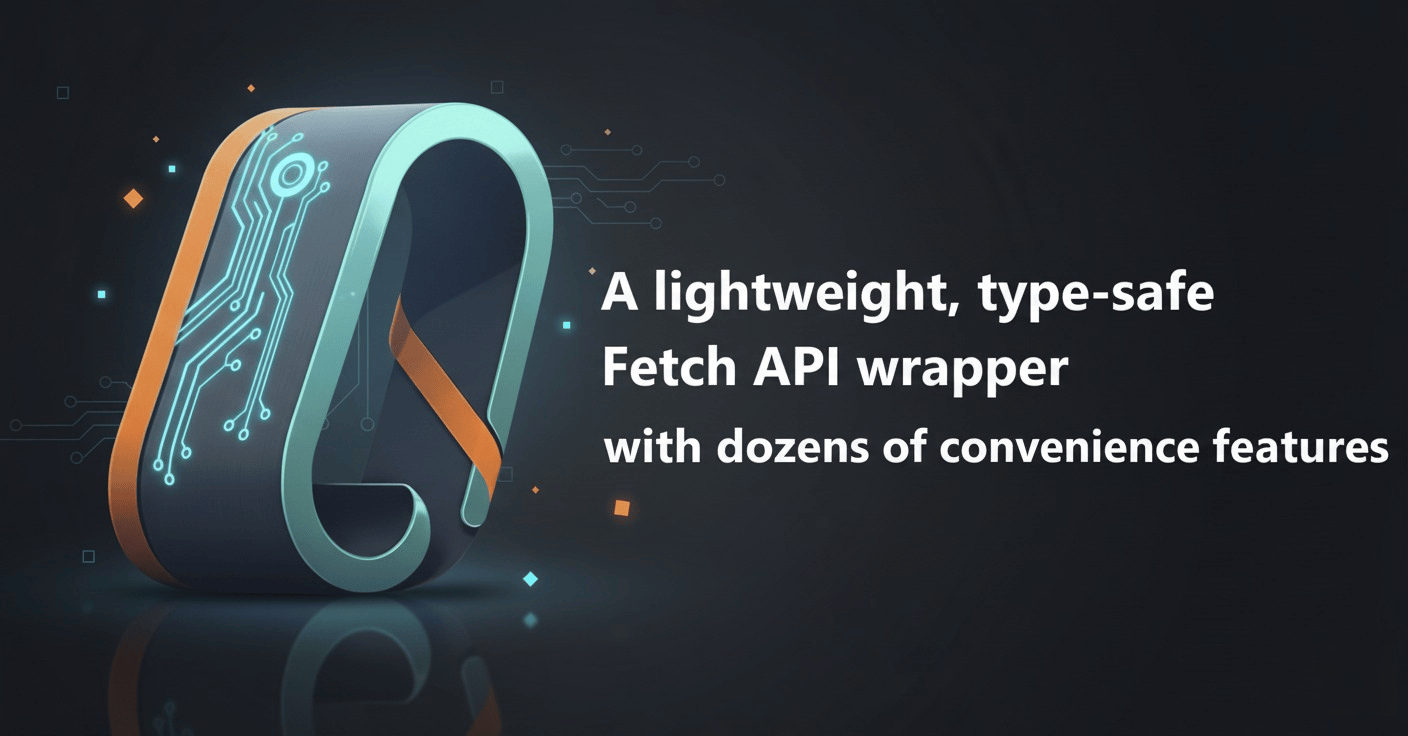 A lightweight, type-safe
Fetch API wrapper
with dozens of convenience features